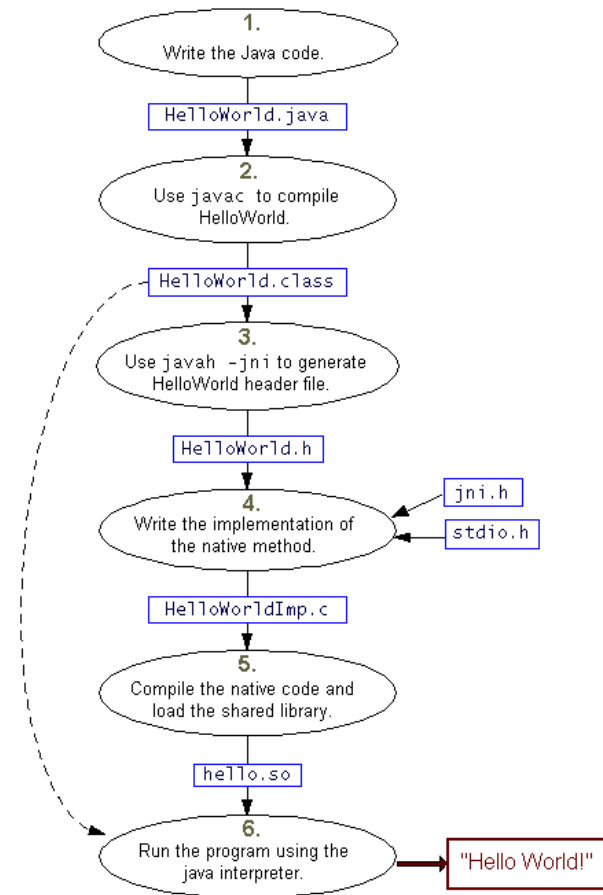 1.
Write the Java code.
HelloWorld.java
2.
Use javac to compile
HelloWorld.
HelloWorld.class
3.
Use javah -jni to generate
HelloWorld header file.
HelloWorld.h
jni.h
4.
Write the implementation of
the native method.
stdio.h
HelloWorldImp.c
5.
Compile the native code and
load the shared library.
hello.so
6.
Run the program using the
java interpreter.
"Hello World!"